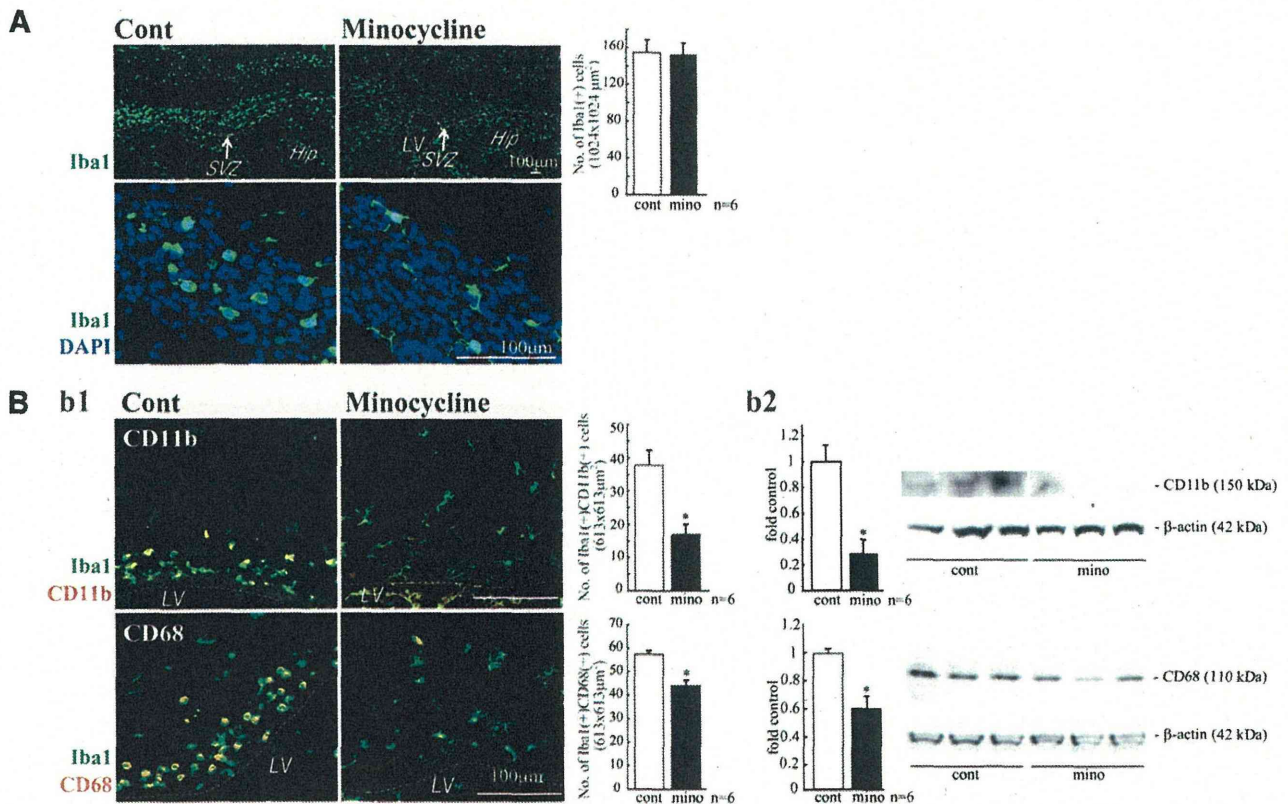 A
Cont
Minocycline
Iba1
SVZ
Hip
LV
SVZ
Hip
100µm
No. of Iba1(+) cells
(1024x1024 µm²)
160
120
80
40
0
cont
mino
n=6
Iba1
DAPI
100µm
B
b1
Cont
Minocycline
CD11b
Iba1
CD11b
LV
LV
No. of Iba1(+)CD11b(+) cells
(613x613µm²)
50
40
30
20
10
0
cont
mino
n=6
CD68
Iba1
CD68
LV
LV
100µm
No. of Iba1(+)CD68(+) cells
(613x613µm²)
70
60
50
40
30
20
10
0
cont
mino
n=6
b2
fold control
1.2
1
0.8
0.6
0.4
0.2
0
cont
mino
n=6
- CD11b (150 kDa)
- β-actin (42 kDa)
cont
mino
fold control
1.2
1
0.8
0.6
0.4
0.2
0
cont
mino
n=6
- CD68 (110 kDa)
- β-actin (42 kDa)
cont
mino